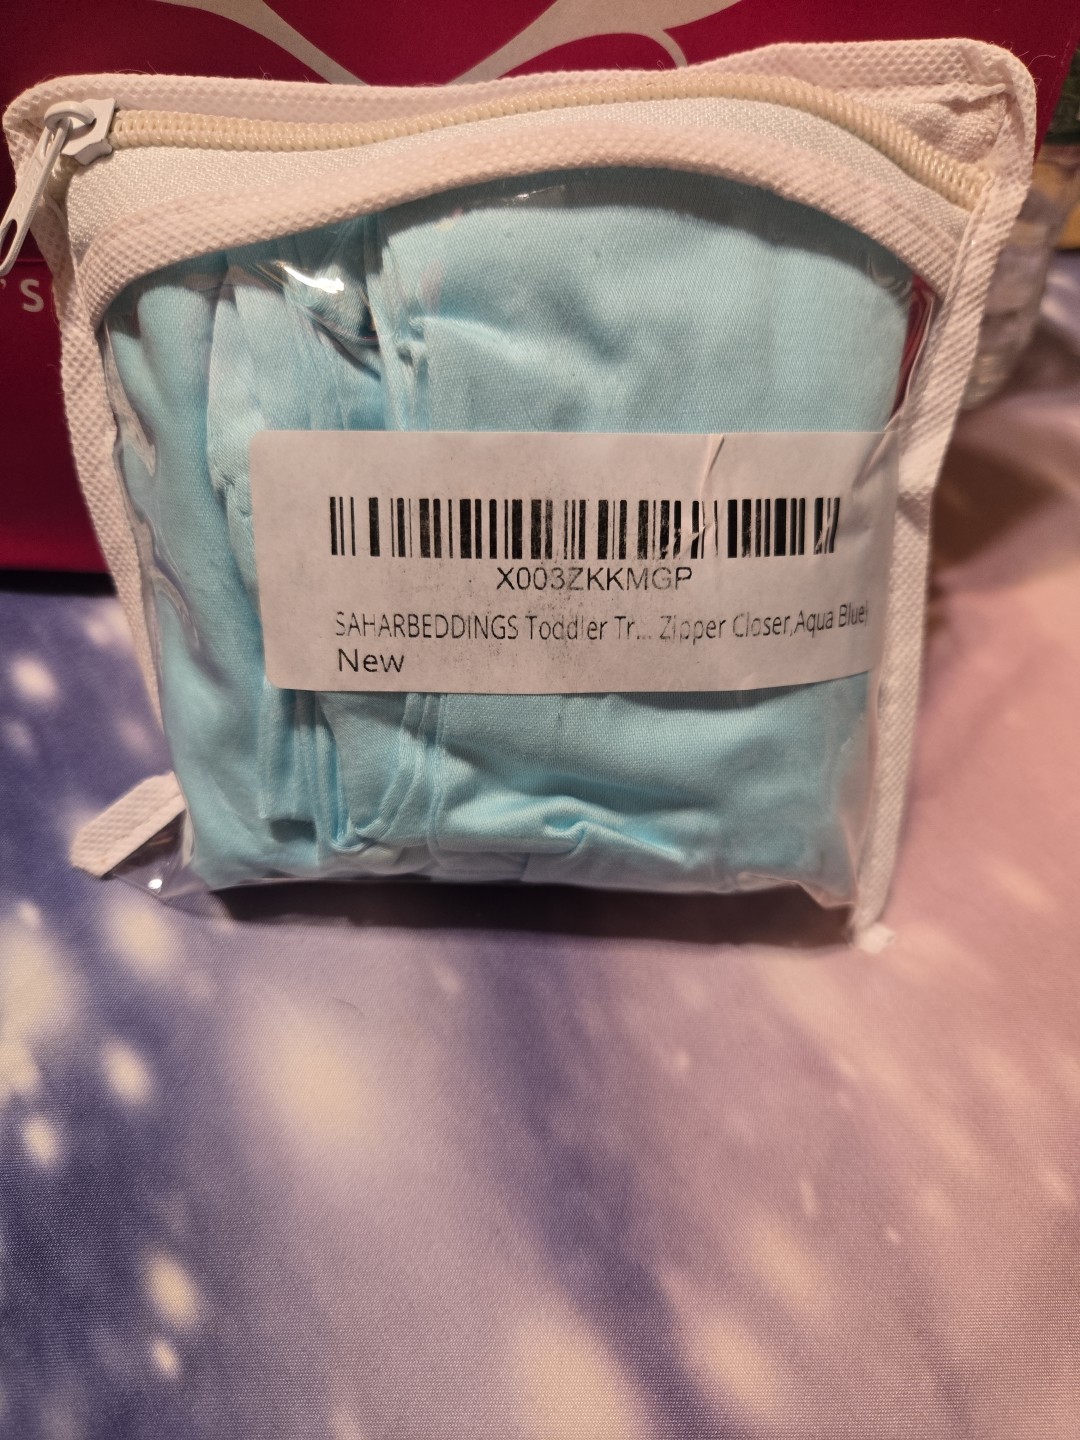 'S
X003ZKKMGP
SAHARBEDDINGS Toddler Tr... Zipper Closer,Aqua Blue)
New